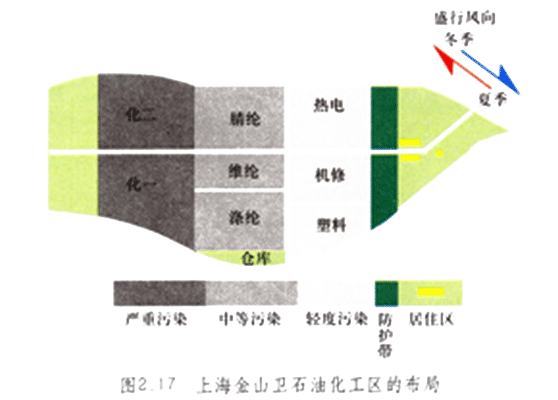 盛行风向
冬季
夏季
化二
腈纶
热电
化一
维纶
机修
涤纶
塑料
仓库
严重污染
中等污染
轻度污染
防护带
居住区
图2.17 上海金山卫石油化工区的布局